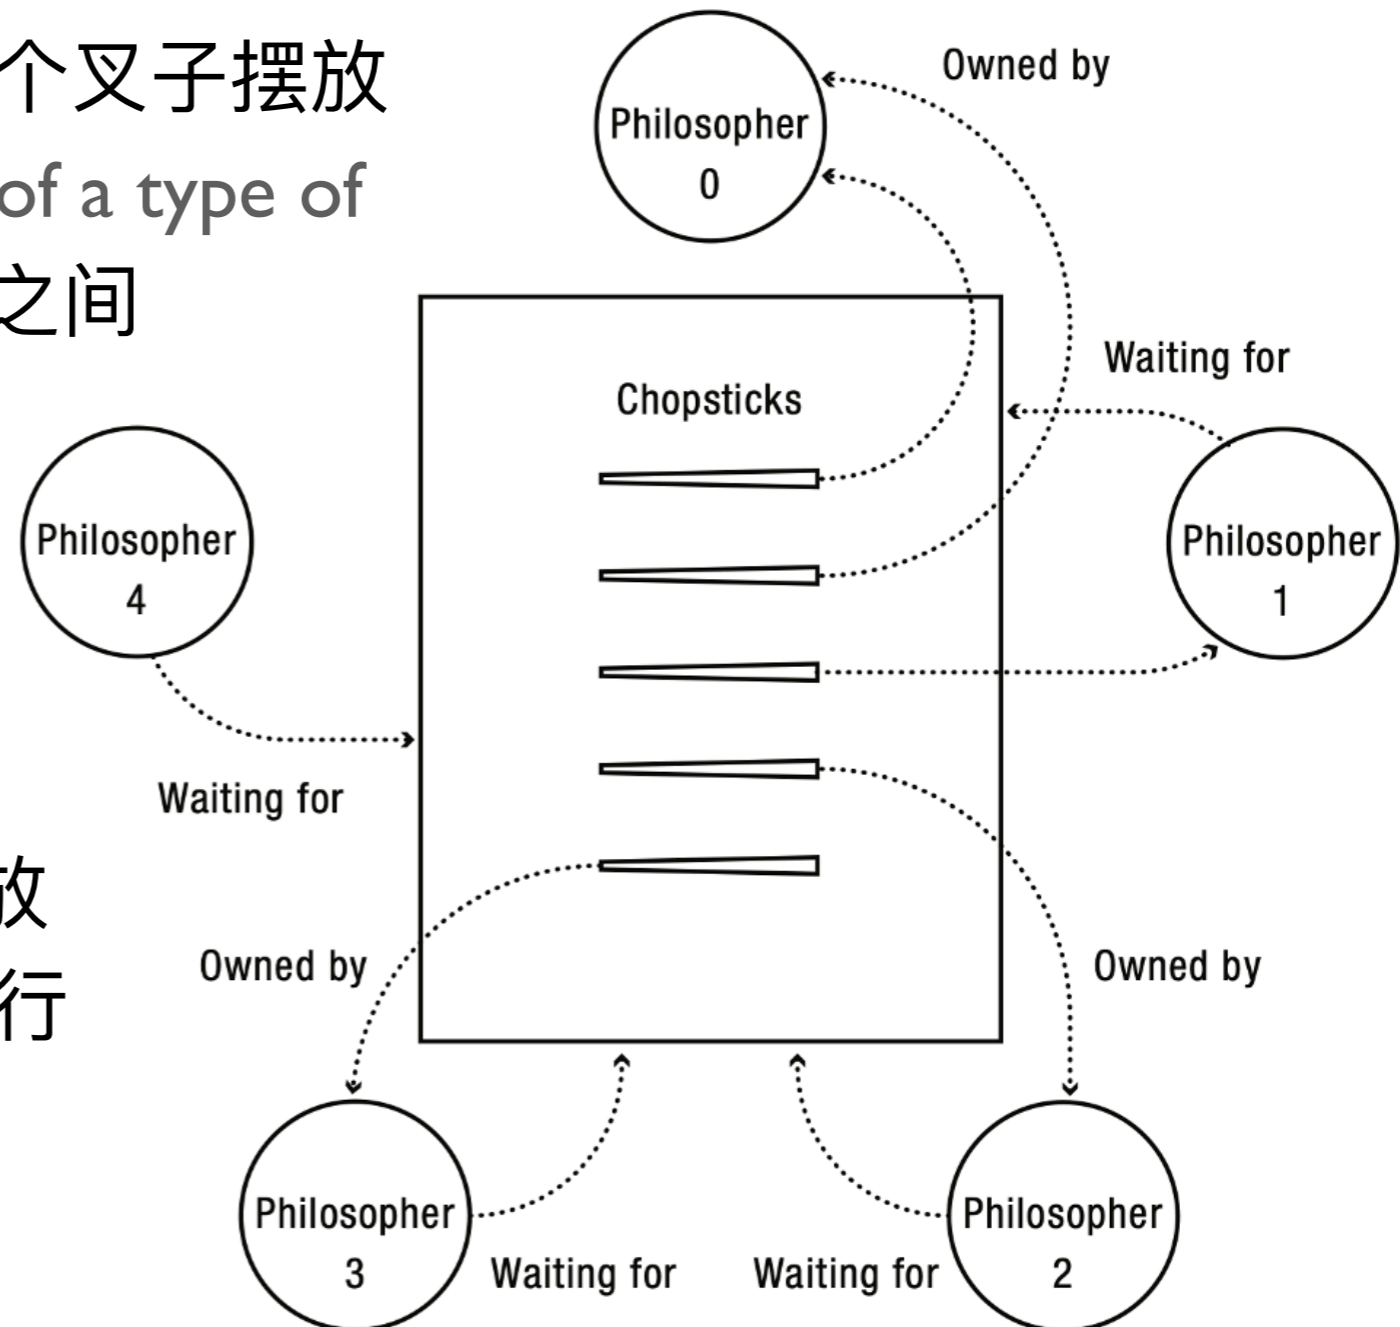 个叉子摆放
of a type of
之间
放
行
Owned by
Philosopher
0
Waiting for
Chopsticks
Philosopher
4
Philosopher
1
Waiting for
Owned by
Owned by
Philosopher
3
Philosopher
2
Waiting for
Waiting for